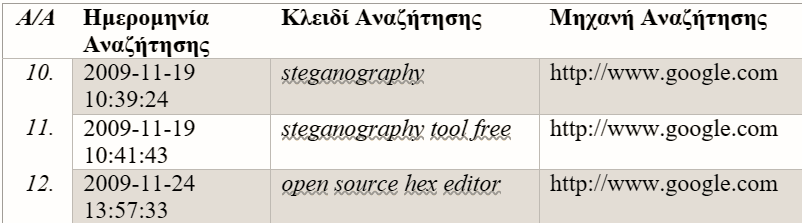 Α/Α Ημερομηνία Αναζήτησης Κλειδί Αναζήτησης Μηχανή Αναζήτησης
10. 2009-11-19 10:39:24 steganography http://www.google.com
11. 2009-11-19 10:41:43 steganography tool free http://www.google.com
12. 2009-11-24 13:57:33 open source hex editor http://www.google.com